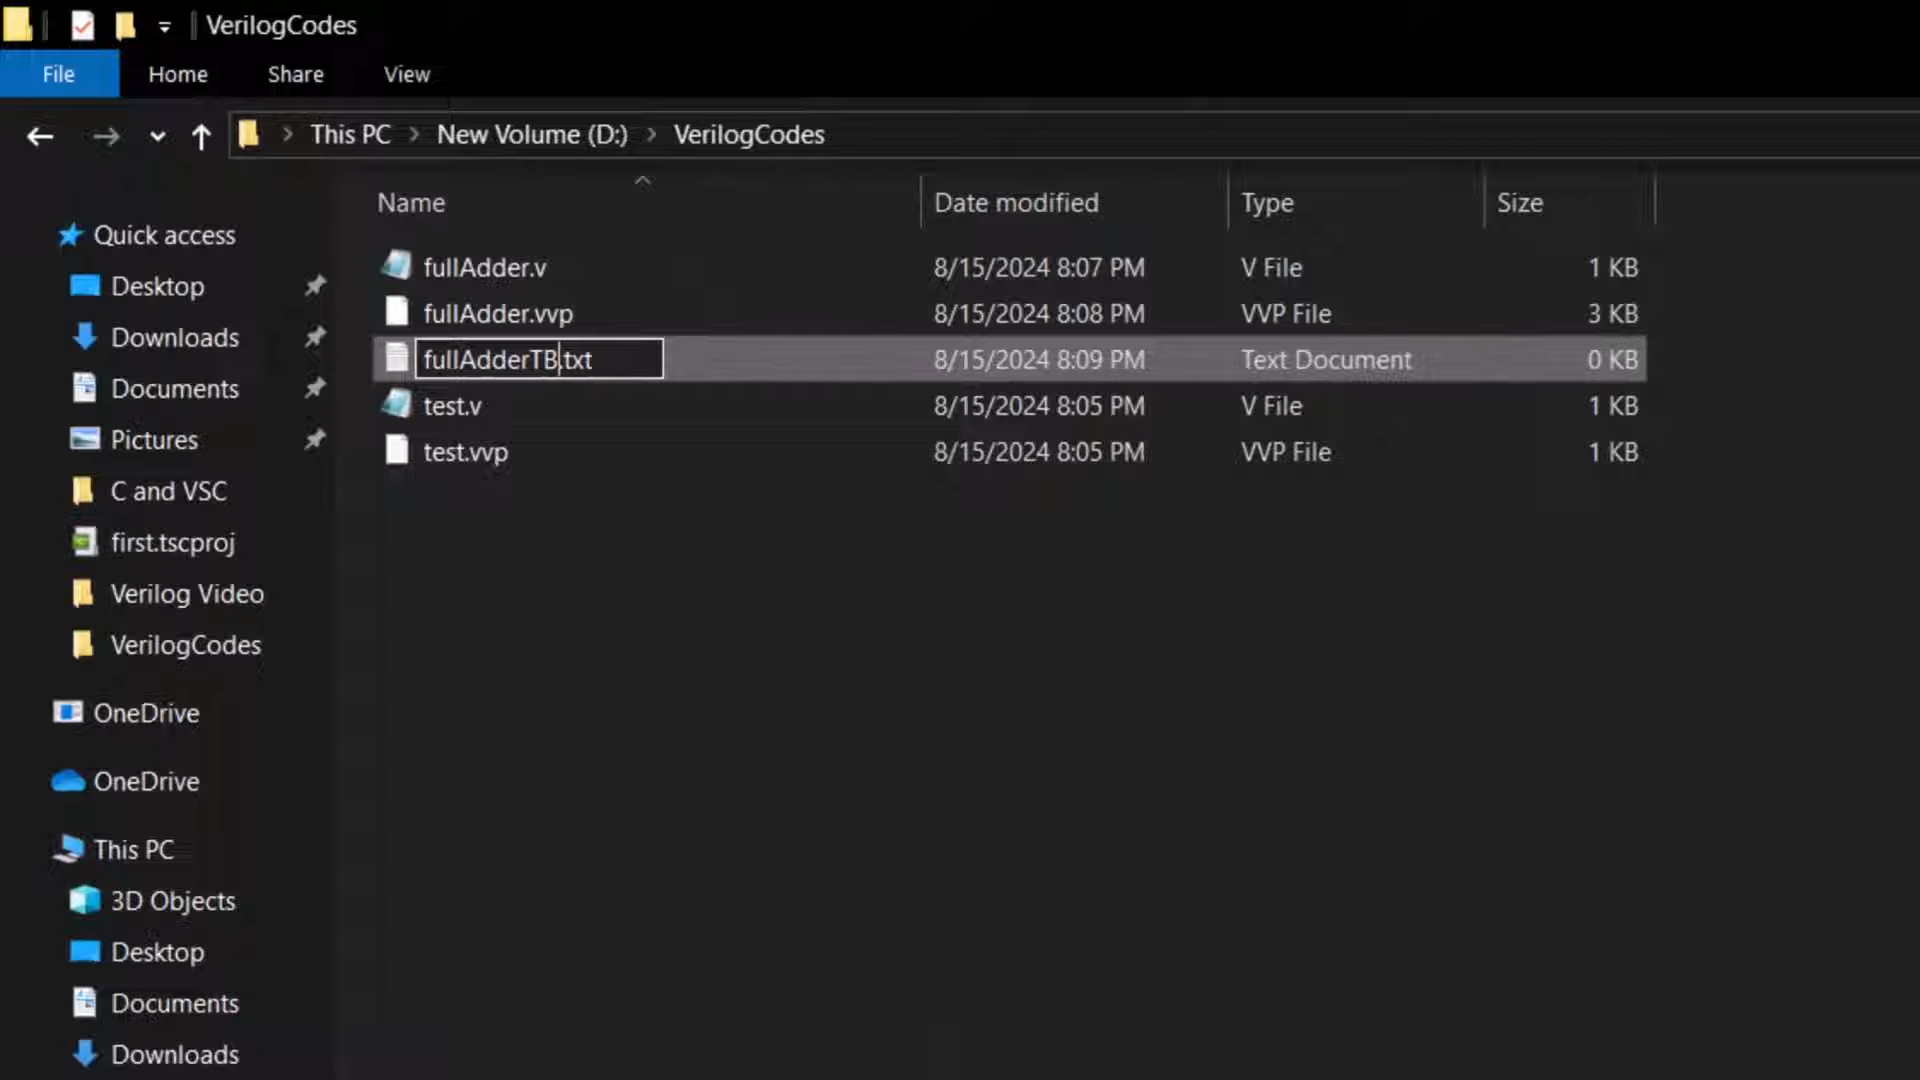 VerilogCodes
File Home Share View
This PC New Volume (D:) VerilogCodes
Name Date modified Type Size
Quick access
Desktop
Downloads
Documents
Pictures
C and VSC
first.tscproj
Verilog Video
VerilogCodes
OneDrive
OneDrive
This PC
3D Objects
Desktop
Documents
Downloads
fullAdder.v 8/15/2024 8:07 PM V File 1 KB
fullAdder.vvp 8/15/2024 8:08 PM VVP File 3 KB
fullAdderTB.txt 8/15/2024 8:09 PM Text Document 0 KB
test.v 8/15/2024 8:05 PM V File 1 KB
test.vvp 8/15/2024 8:05 PM VVP File 1 KB